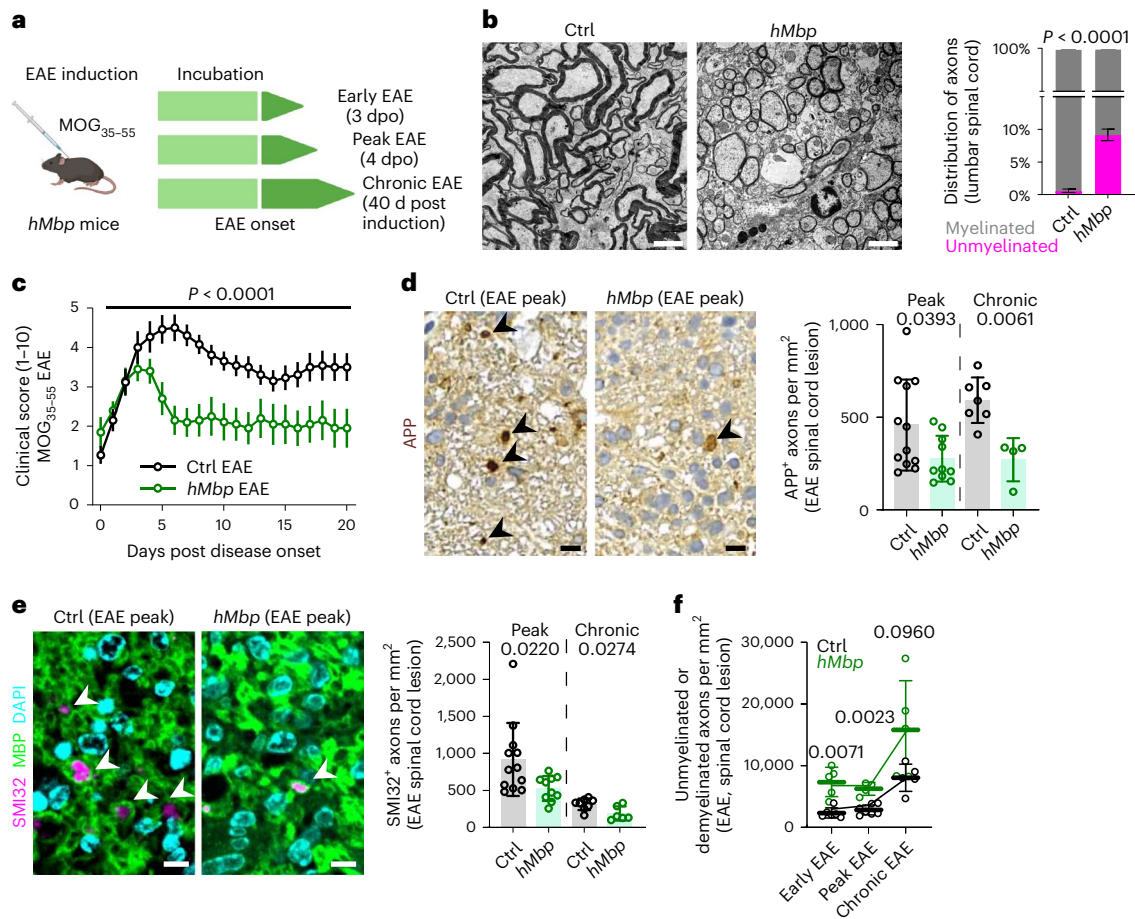 a
EAE induction
MOG35–55
hMbp mice
Incubation
EAE onset
Early EAE
(3 dpo)
Peak EAE
(4 dpo)
Chronic EAE
(40 d post
induction)
b
Ctrl
hMbp
Distribution of axons
(lumbar spinal cord)
P < 0.0001
100%
10%
5%
0%
Ctrl
hMbp
Myelinated
Unmyelinated
c
Clinical score (1–10)
MOG35–55 EAE
P < 0.0001
5
4
3
2
1
0
Ctrl EAE
hMbp EAE
0
5
10
15
20
Days post disease onset
d
Ctrl (EAE peak)
hMbp (EAE peak)
APP
APP+ axons per mm2
(EAE spinal cord lesion)
Peak
0.0393
Chronic
0.0061
1,000
500
0
Ctrl
hMbp
Ctrl
hMbp
e
Ctrl (EAE peak)
hMbp (EAE peak)
SMI32 MBP DAPI
SMI32+ axons per mm2
(EAE spinal cord lesion)
Peak
0.0220
Chronic
0.0274
2,500
2,000
1,500
1,000
500
0
Ctrl
hMbp
Ctrl
hMbp
f
Unmyelinated or
demyelinated axons per mm2
(EAE, spinal cord lesion)
30,000
20,000
10,000
0
Ctrl
hMbp
0.0071
0.0023
0.0960
Early EAE
Peak EAE
Chronic EAE